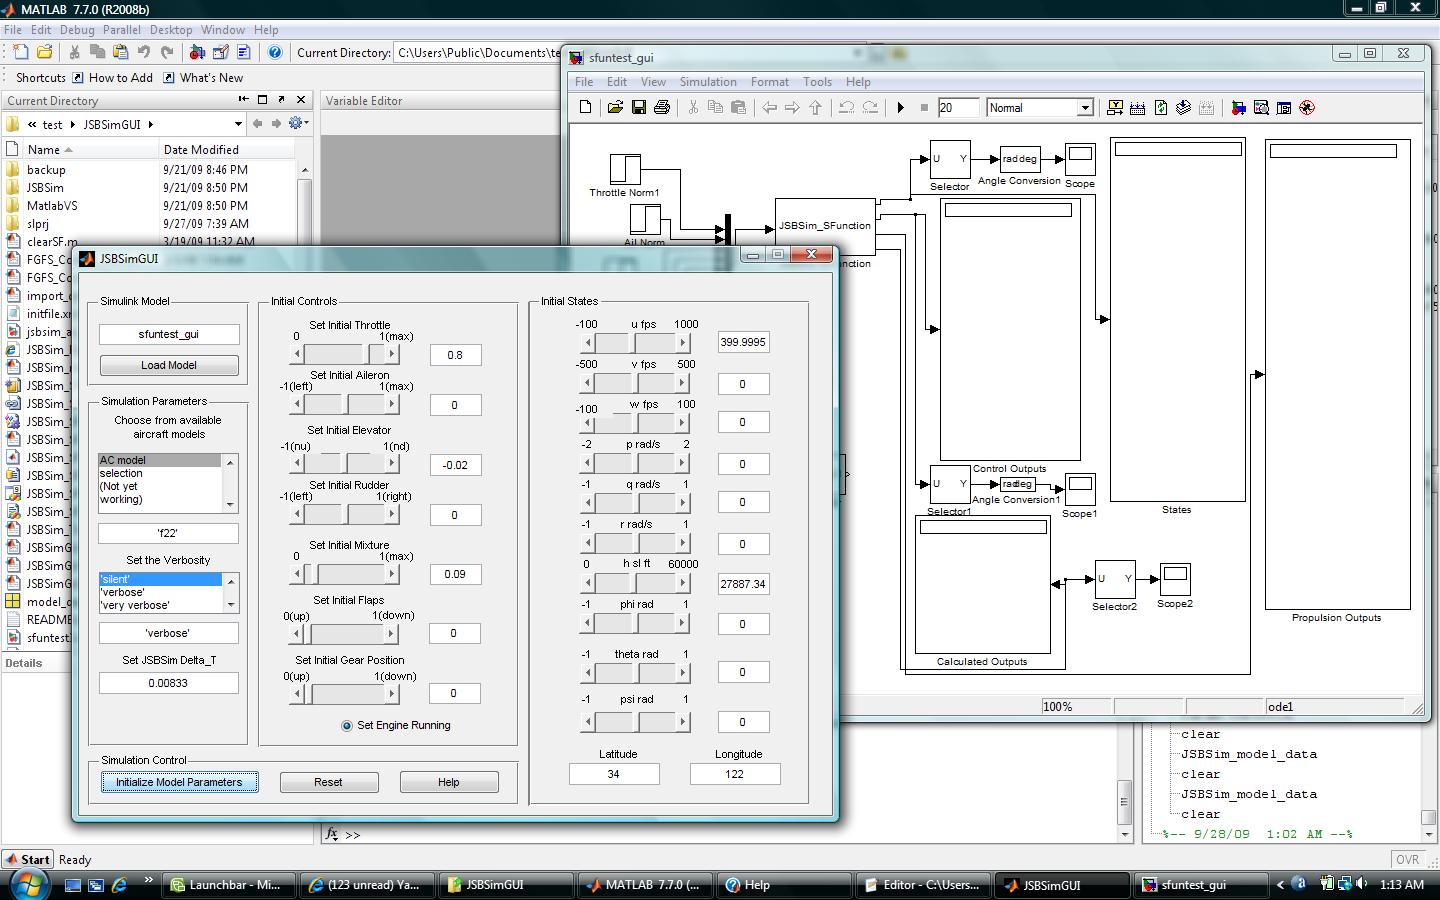 MATLAB 7.7.0 (R2008b)
File Edit Debug Parallel Desktop Window Help
Current Directory: C:\Users\Public\Documents\te
Shortcuts How to Add What's New
Current Directory
Variable Editor
« test ▸ JSBSimGUI ▸
Name Date Modified
backup 9/21/09 8:46 PM
JSBSim 9/21/09 8:50 PM
MatlabVS 9/21/09 8:50 PM
slprj 9/27/09 7:39 AM
clearSF.m 3/19/09 11:32 AM
FGFS_Co
FGFS_Co
import_
initfile.x
jsbsim_a
JSBSim_
JSBSim_
JSBSim_
JSBSim_
JSBSim_
JSBSim_
JSBSim_
JSBSim_
JSBSim_
JSBSim_
JSBSim_T
JSBSimG
JSBSimG
JSBSimG
model_
README
sfuntest
Details
sfuntest_gui
File Edit View Simulation Format Tools Help
20 Normal
Throttle Norm1
Ail Norm
JSBSim_SFunction
U Y
Selector
rad deg
Angle Conversion
Scope
Control Outputs
U Y
Selector1
rad deg
Angle Conversion1
Scope1
States
U Y
Selector2
Scope2
Calculated Outputs
Propulsion Outputs
100% ode1
JSBSimGUI
Simulink Model
sfuntest_gui
Load Model
Simulation Parameters
Choose from available
aircraft models
AC model
selection
(Not yet
working)
'f22'
Set the Verbosity
'silent'
'verbose'
'very verbose'
'verbose'
Set JSBSim Delta_T
0.00833
Initial Controls
Set Initial Throttle
0 1(max)
0.8
Set Initial Aileron
-1(left) 1(max)
0
Set Initial Elevator
-1(nu) 1(nd)
-0.02
Set Initial Rudder
-1(left) 1(right)
0
Set Initial Mixture
0 1(max)
0.09
Set Initial Flaps
0(up) 1(down)
0
Set Initial Gear Position
0(up) 1(down)
0
Set Engine Running
Initial States
-100 u fps 1000
399.9995
-500 v fps 500
0
-100 w fps 100
0
-2 p rad/s 2
0
-1 q rad/s 1
0
-1 r rad/s 1
0
0 h sl ft 60000
27887.34
-1 phi rad 1
0
-1 theta rad 1
0
-1 psi rad 1
0
Latitude Longitude
34 122
Simulation Control
Initialize Model Parameters Reset Help
clear
JSBSim_model_data
clear
JSBSim_model_data
clear
%-- 9/28/09 1:02 AM --%
fx >>
Start Ready
OVR
Launchbar - Mi... (123 unread) Ya... JSBSimGUI MATLAB 7.7.0 (... Help Editor - C:\Users... JSBSimGUI sfuntest_gui 1:13 AM